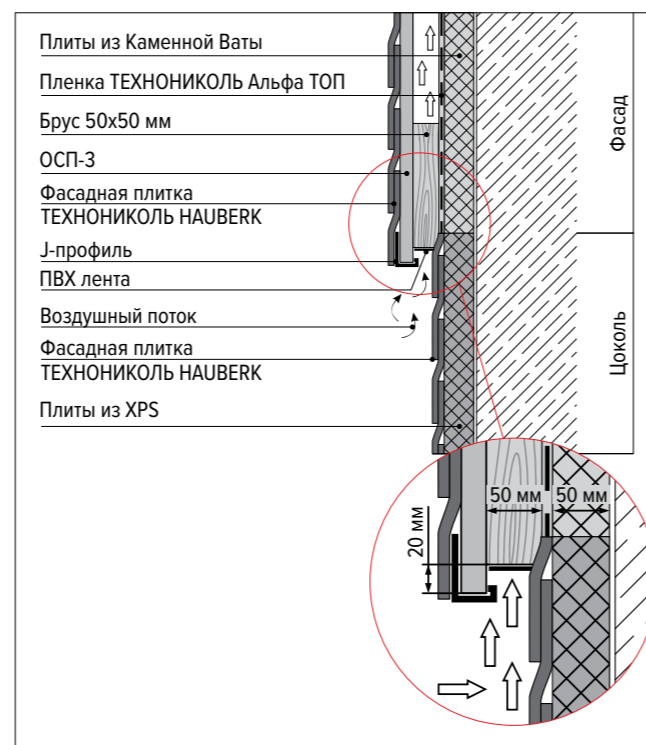 Плиты из Каменной Ваты
Пленка ТЕХНОНИКОЛЬ Альфа ТОП
Брус 50х50 мм
ОСП-3
Фасадная плитка
ТЕХНОНИКОЛЬ HAUBERK
J-профиль
ПВХ лента
Воздушный поток
Фасадная плитка
ТЕХНОНИКОЛЬ HAUBERK
Плиты из XPS
Фасад
Цоколь
50 мм
50 мм
20 мм